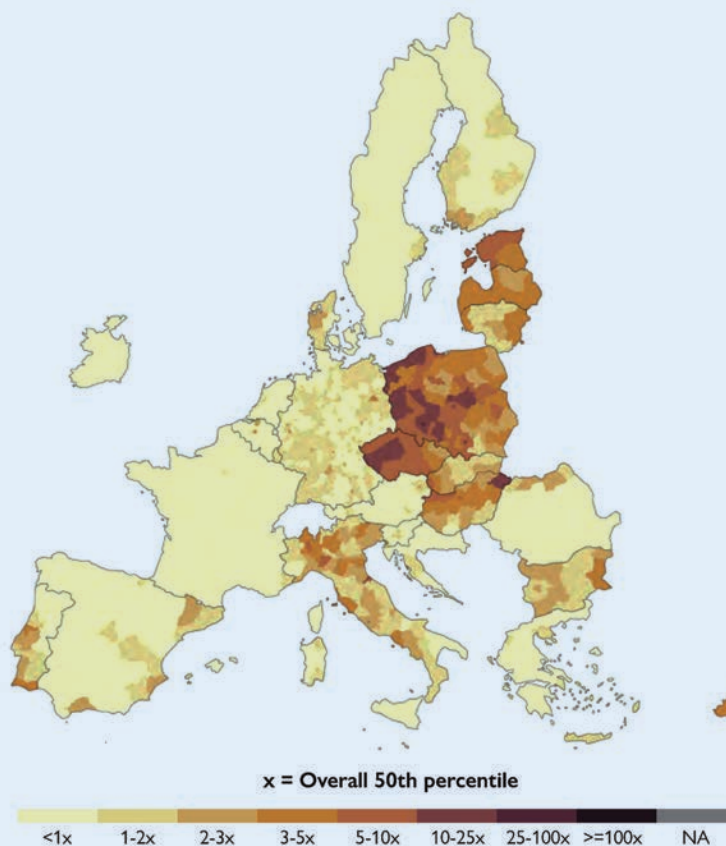 x = Overall 50th percentile
<1x 1-2x 2-3x 3-5x 5-10x 10-25x 25-100x >=100x NA